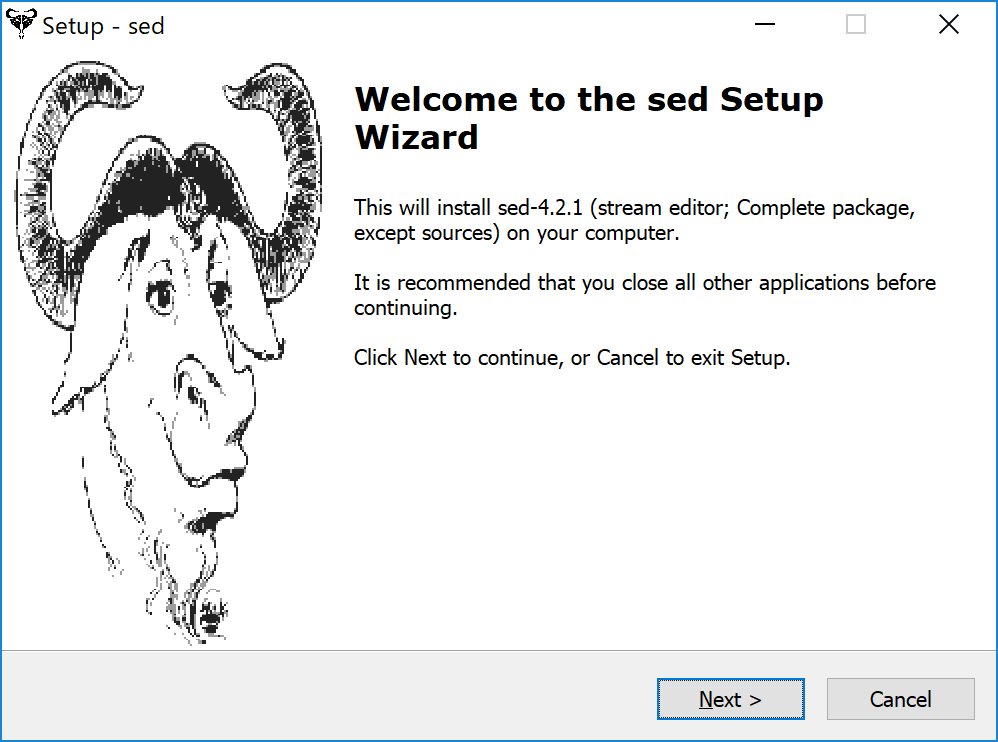 Setup - sed
Welcome to the sed Setup
Wizard
This will install sed-4.2.1 (stream editor; Complete package,
except sources) on your computer.
It is recommended that you close all other applications before
continuing.
Click Next to continue, or Cancel to exit Setup.
Next >
Cancel